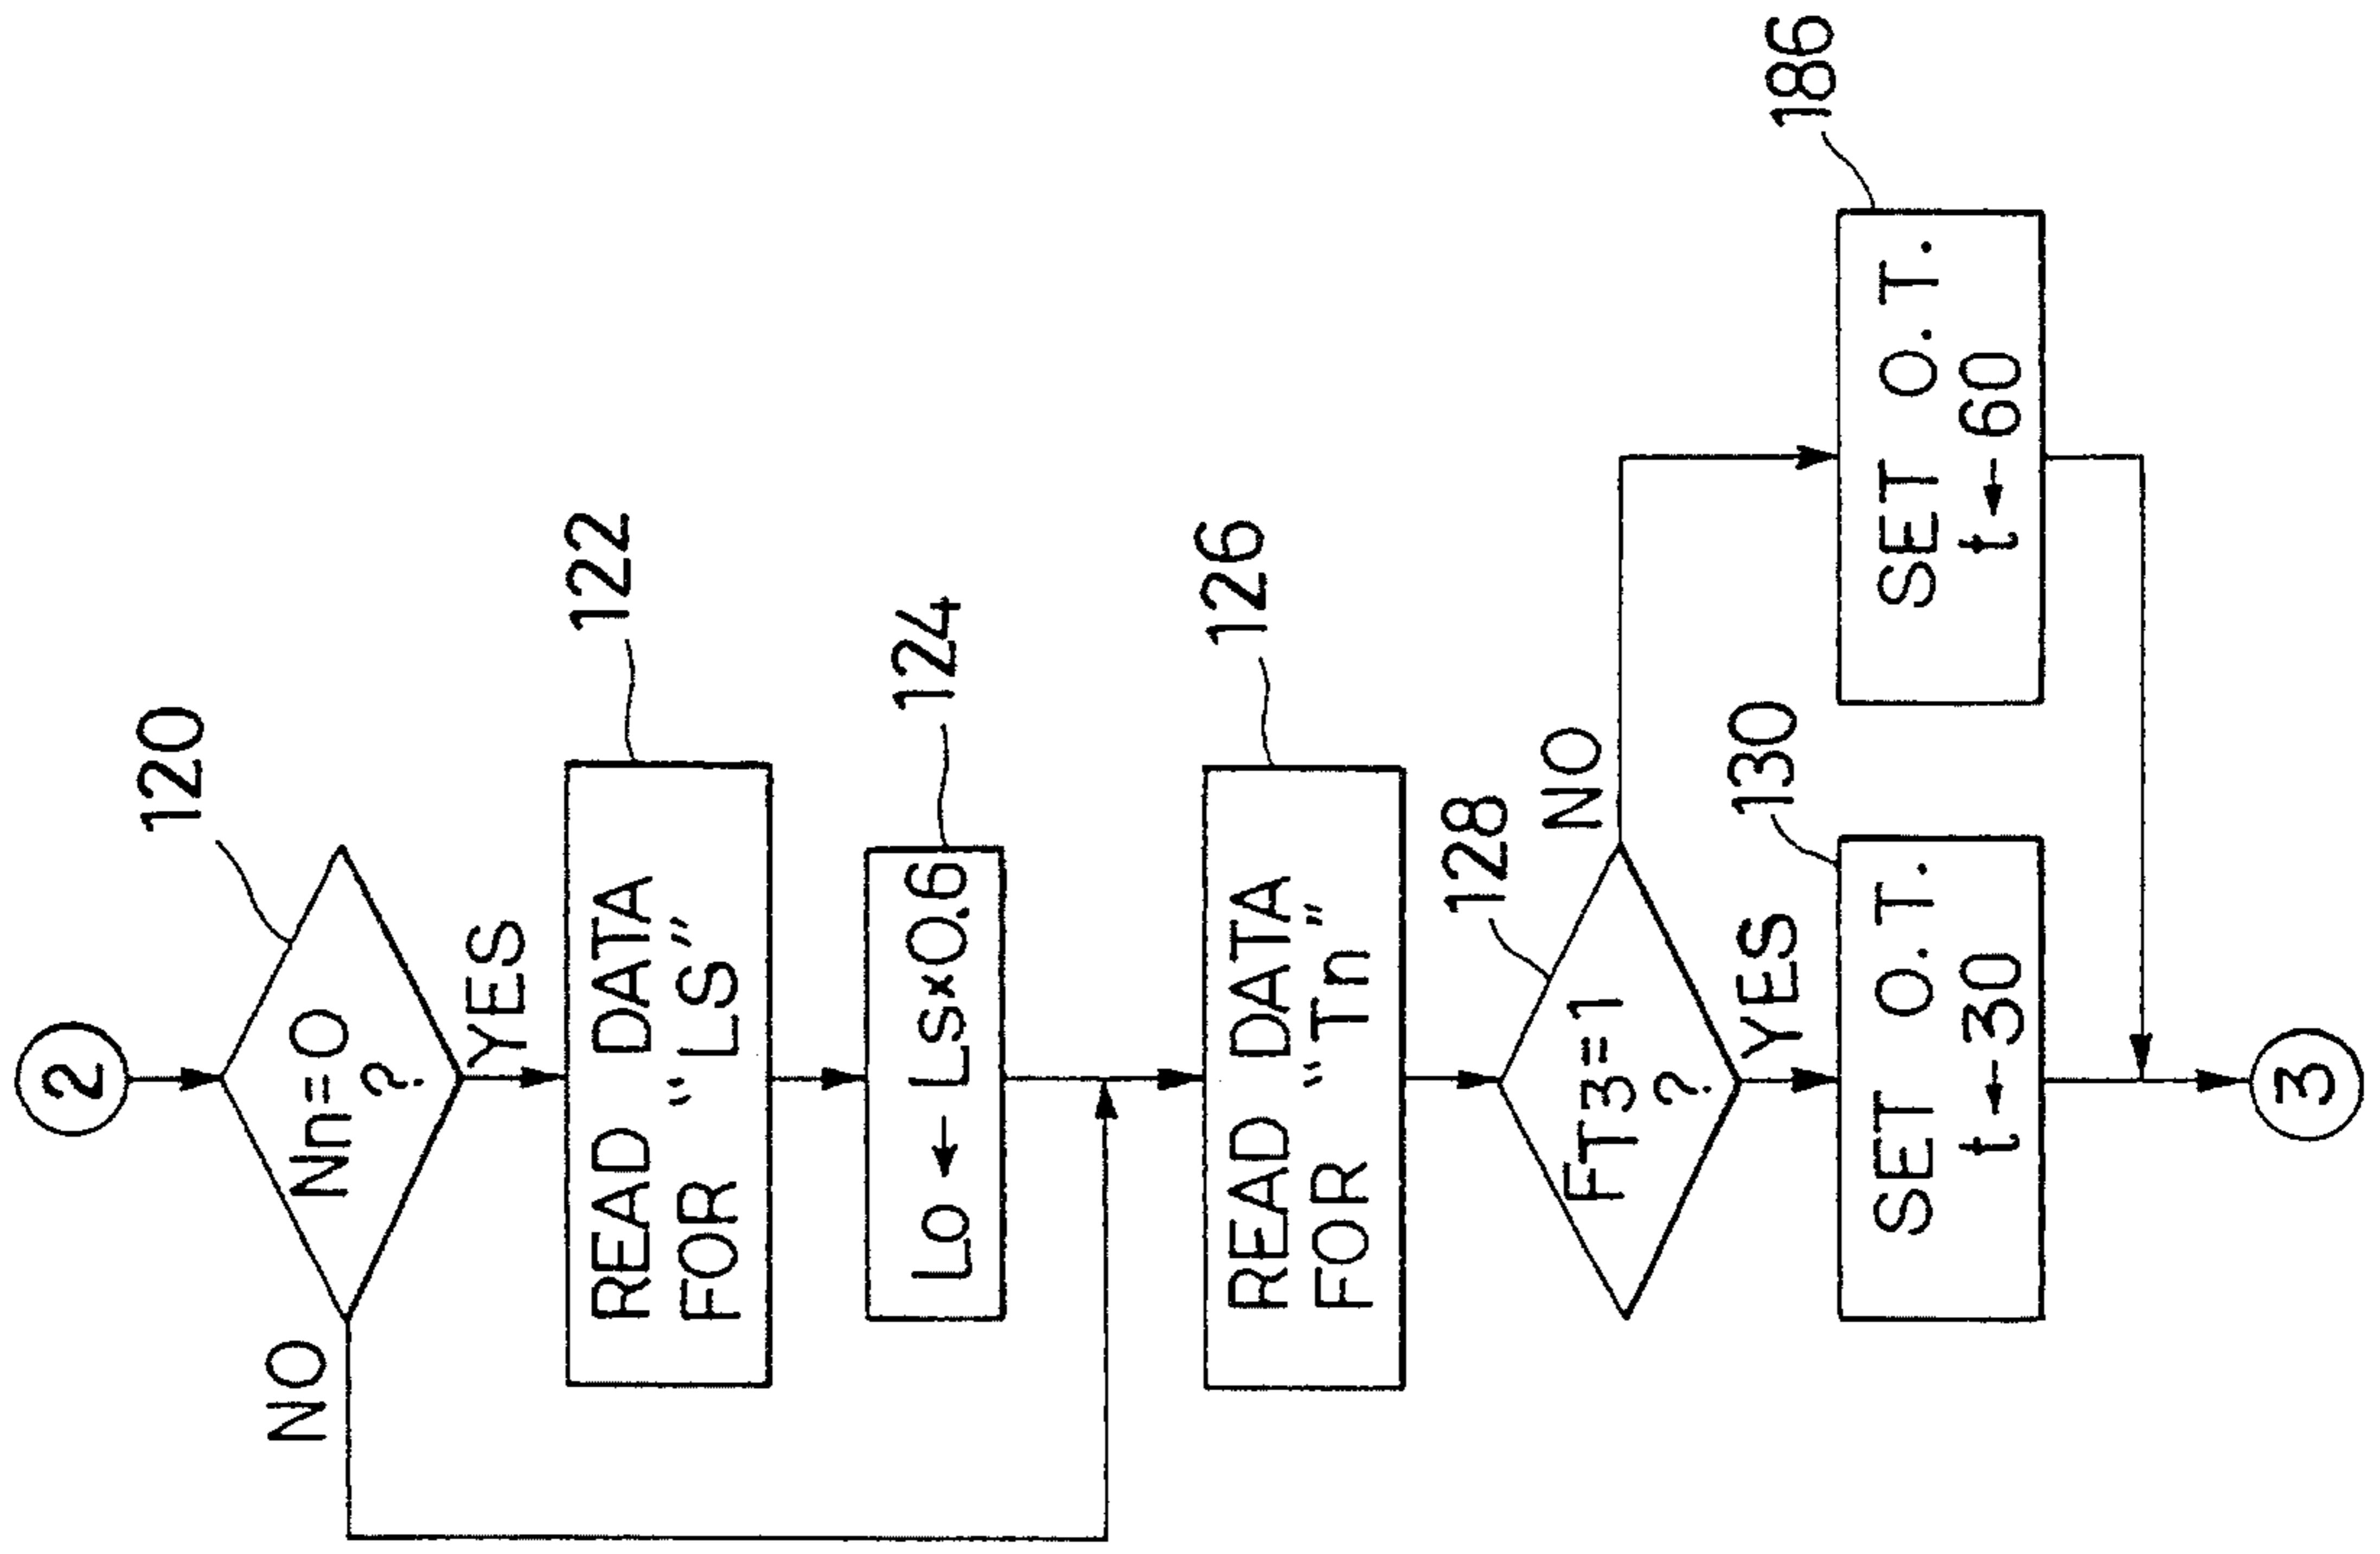 2
120
Nn=0
?
NO
YES
122
READ DATA
FOR "LS"
124
Lo ← Ls×0.6
126
READ DATA
FOR "Tn"
128
FT3=1
?
NO
YES
130
SET O.T.
t←30
186
SET O.T.
t←60
3